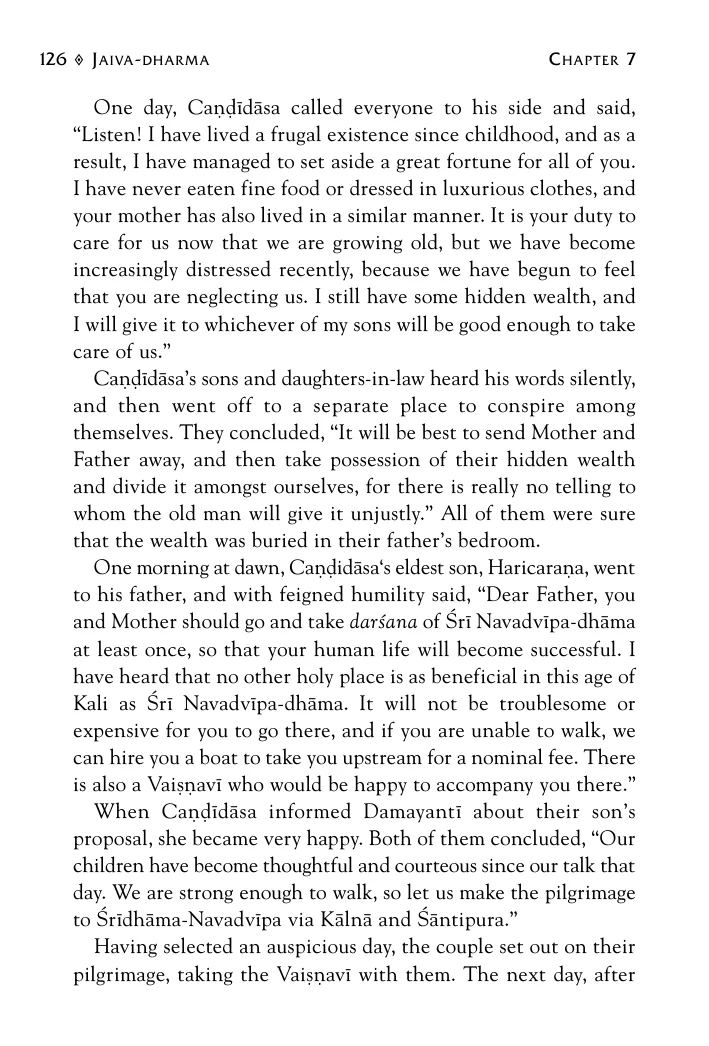 126 ◊ Jaiva-dharma Chapter 7
One day, Caṇḍīdāsa called everyone to his side and said,
“Listen! I have lived a frugal existence since childhood, and as a
result, I have managed to set aside a great fortune for all of you.
I have never eaten fine food or dressed in luxurious clothes, and
your mother has also lived in a similar manner. It is your duty to
care for us now that we are growing old, but we have become
increasingly distressed recently, because we have begun to feel
that you are neglecting us. I still have some hidden wealth, and
I will give it to whichever of my sons will be good enough to take
care of us.”
Caṇḍīdāsa’s sons and daughters-in-law heard his words silently,
and then went off to a separate place to conspire among
themselves. They concluded, “It will be best to send Mother and
Father away, and then take possession of their hidden wealth
and divide it amongst ourselves, for there is really no telling to
whom the old man will give it unjustly.” All of them were sure
that the wealth was buried in their father’s bedroom.
One morning at dawn, Caṇḍidāsa‘s eldest son, Haricaraṇa, went
to his father, and with feigned humility said, “Dear Father, you
and Mother should go and take darśana of Śrī Navadvīpa-dhāma
at least once, so that your human life will become successful. I
have heard that no other holy place is as beneficial in this age of
Kali as Śrī Navadvīpa-dhāma. It will not be troublesome or
expensive for you to go there, and if you are unable to walk, we
can hire you a boat to take you upstream for a nominal fee. There
is also a Vaiṣṇavī who would be happy to accompany you there.”
When Caṇḍīdāsa informed Damayantī about their son’s
proposal, she became very happy. Both of them concluded, “Our
children have become thoughtful and courteous since our talk that
day. We are strong enough to walk, so let us make the pilgrimage
to Śrīdhāma-Navadvīpa via Kālnā and Śāntipura.”
Having selected an auspicious day, the couple set out on their
pilgrimage, taking the Vaiṣṇavī with them. The next day, after